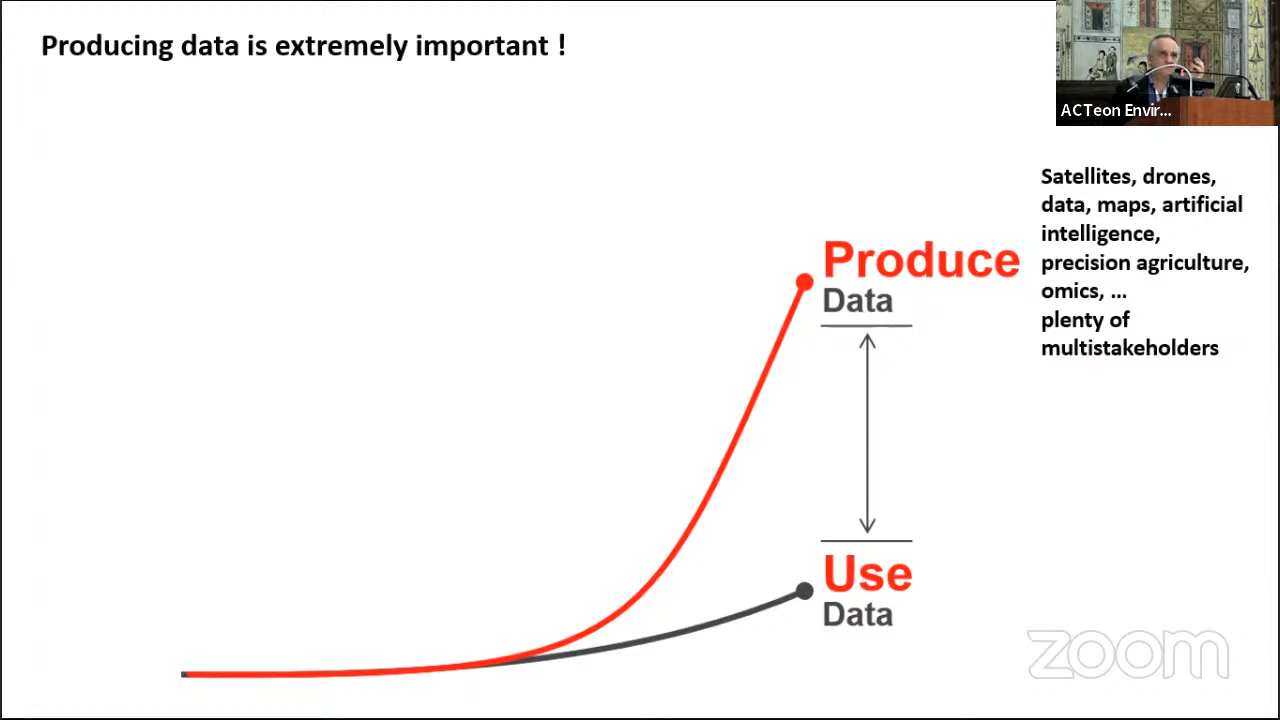 Producing data is extremely important !
ACTeon Envir...
Satellites, drones,
data, maps, artificial
intelligence,
precision agriculture,
omics, ...
plenty of
multistakeholders
Produce
Data
Use
Data
zoom